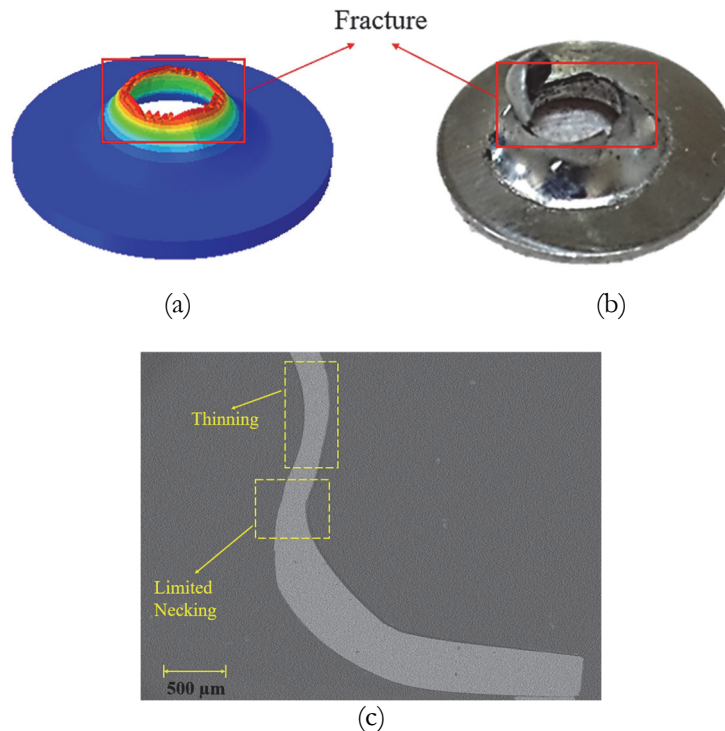 Fracture
(a)
(b)
Thinning
Limited
Necking
500 µm
(c)